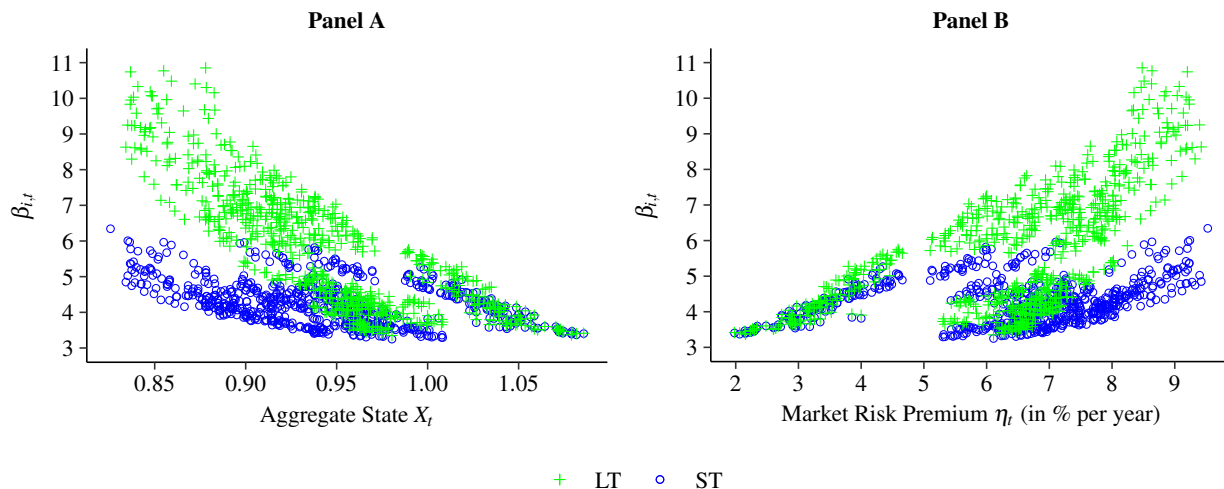 Panel A
11
10
9
8
7
6
5
4
3
β_{i,t}
0.85 0.90 0.95 1.00 1.05
Aggregate State X_t
Panel B
11
10
9
8
7
6
5
4
3
β_{i,t}
2 3 4 5 6 7 8 9
Market Risk Premium η_t (in % per year)
LT ST